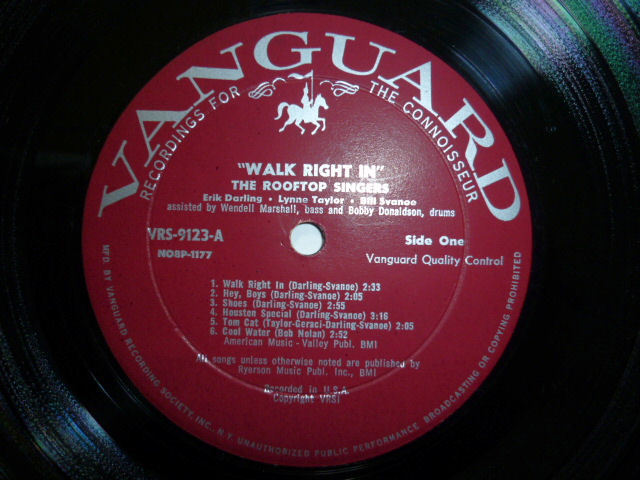 VANGUARD
RECORDINGS FOR THE CONNOISSEUR
"WALK RIGHT IN"
THE ROOFTOP SINGERS
Erik Darling • Lynne Taylor • Bill Svanoe
assisted by Wendell Marshall, bass and Bobby Donaldson, drums
VRS-9123-A
NO8P-1177
Side One
Vanguard Quality Control
1. Walk Right In (Darling-Svanoe) 2:33
2. Hey, Boys (Darling-Svanoe) 2:05
3. Shoes (Darling-Svanoe) 2:55
4. Houston Special (Darling-Svanoe) 3:16
5. Tom Cat (Taylor-Geraci-Darling-Svanoe) 2:05
6. Cool Water (Bob Nolan) 2:52
American Music - Valley Publ. BMI
All songs unless otherwise noted are published by
Ryerson Music Publ. Inc., BMI
Recorded in U.S.A.
Copyright VRSI
MFD. BY VANGUARD RECORDING SOCIETY, INC. N.Y. UNAUTHORIZED PUBLIC PERFORMANCE BROADCASTING OR COPYING PROHIBITED